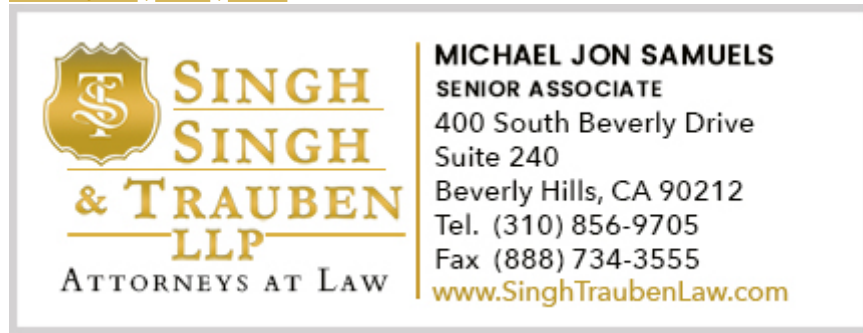 SINGH
SINGH
& TRAUBEN
LLP
ATTORNEYS AT LAW
MICHAEL JON SAMUELS
SENIOR ASSOCIATE
400 South Beverly Drive
Suite 240
Beverly Hills, CA 90212
Tel. (310) 856-9705
Fax (888) 734-3555
www.SinghTraubenLaw.com